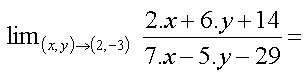 lim(x,y)→(2,−3) 2.x+6.y+14 / 7.x−5.y−29 =